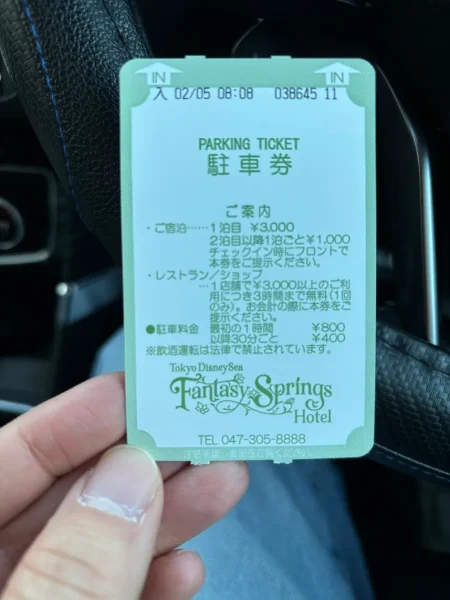 IN IN
入 02/05 08:08 038645 11
PARKING TICKET
駐車券
ご案内
・ご宿泊……1泊目 ¥3,000
2泊目以降1泊ごと¥1,000
チェックイン時にフロントで
本券をご提示ください。
・レストラン／ショップ
…1店舗で¥3,000以上のご利
用につき3時間まで無料(1回
のみ)。お会計の際に本券をご
提示ください。
●駐車料金 最初の1時間 ¥800
以降30分ごと ¥400
※飲酒運転は法律で禁止されています。
Tokyo DisneySea
Fantasy Springs
Hotel
TEL 047-305-8888